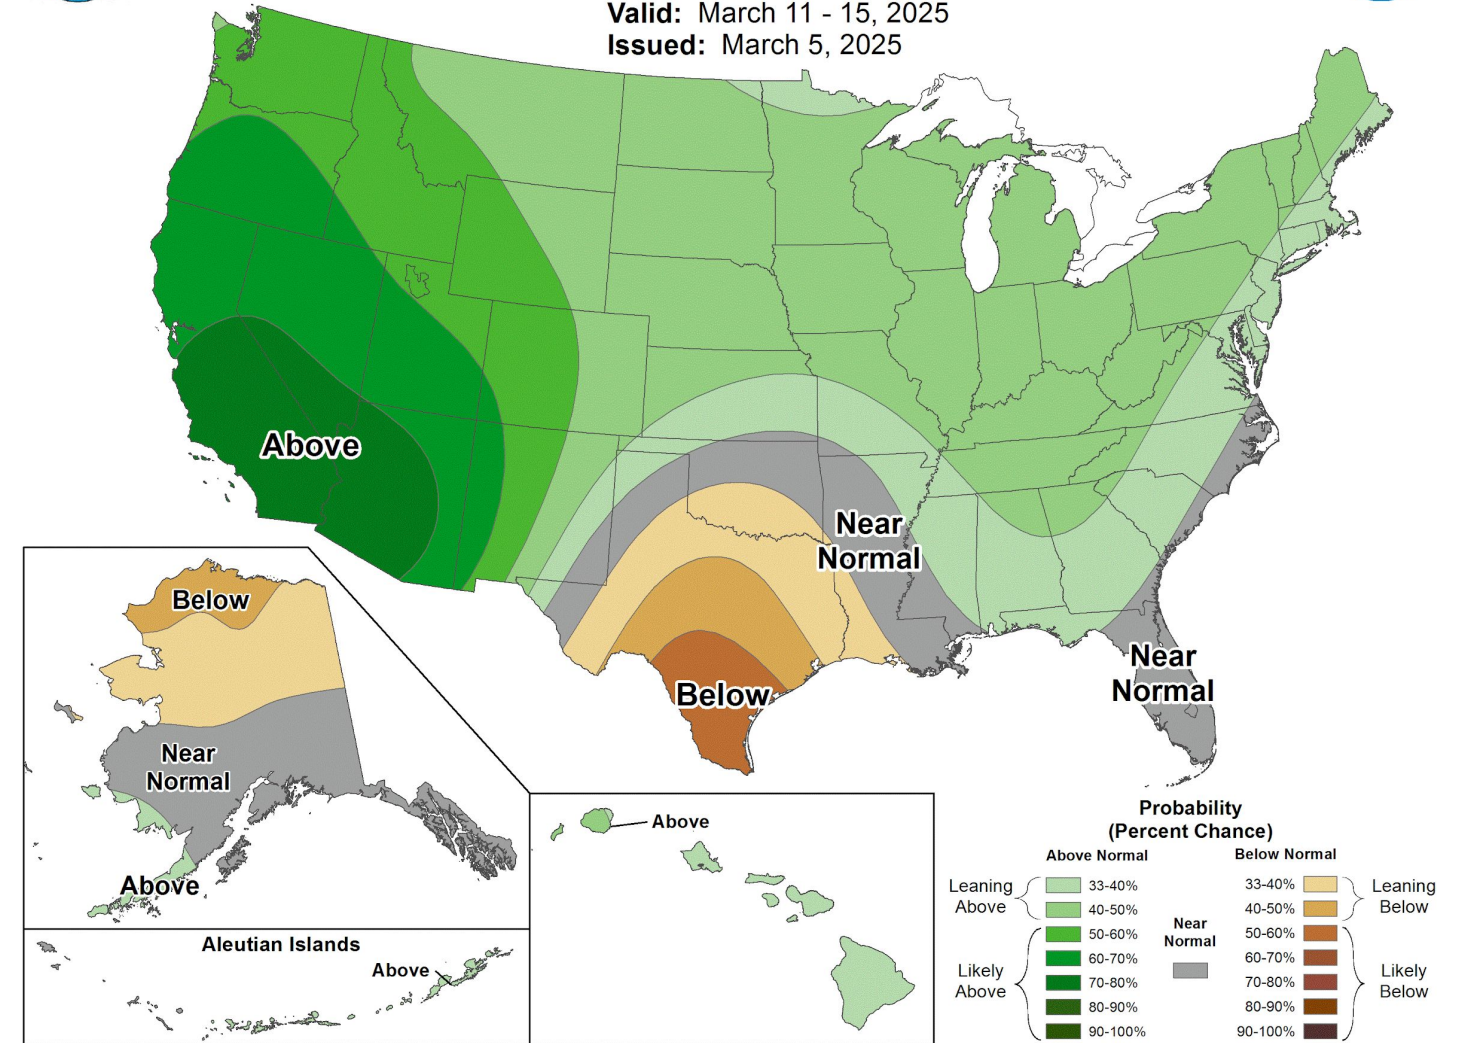 Valid: March 11 - 15, 2025
Issued: March 5, 2025
Above
Near
Normal
Below
Near
Normal
Below
Near
Normal
Above
Aleutian Islands
Above
Above
Probability
(Percent Chance)
Above Normal
Below Normal
Leaning
Above
33-40%
40-50%
Likely
Above
50-60%
60-70%
70-80%
80-90%
90-100%
Near
Normal
33-40%
40-50%
Leaning
Below
50-60%
60-70%
70-80%
80-90%
90-100%
Likely
Below